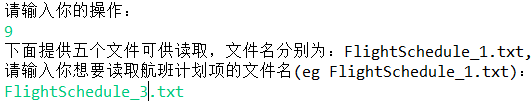 请输入你的操作：
9
下面提供五个文件可供读取，文件名分别为：FlightSchedule_1.txt,
请输入你想要读取航班计划项的文件名(eg FlightSchedule_1.txt)：
FlightSchedule_3.txt